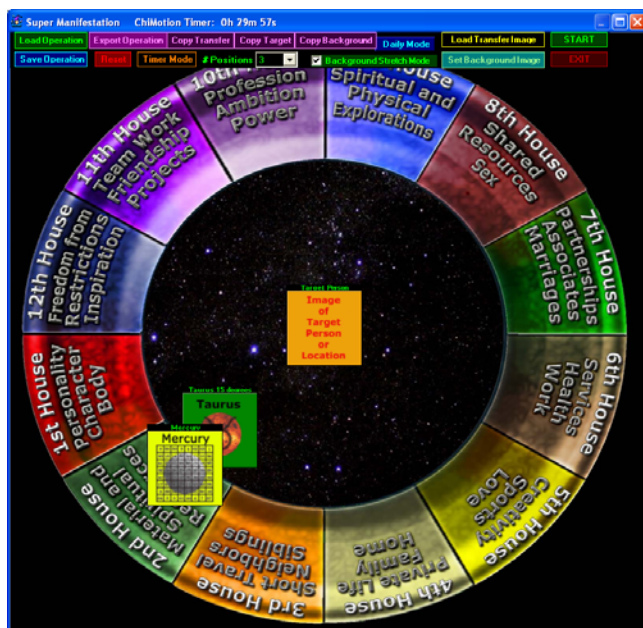 Super Manifestation ChiMotion Timer: 0h 29m 57s
Load Operation Export Operation Copy Transfer Copy Target Copy Background Daily Mode Load Transfer Image START
Save Operation Reset Timer Mode # Positions 3 Background Stretch Mode Set Background Image EXIT
10th House
Profession
Ambition
Power
House
Spiritual and
Physical
Explorations
8th House
Shared
Resources
Sex
7th House
Partnerships
Associates
Marriages
6th House
Services
Health
Work
5th House
Creativity
Sports
Love
4th House
Private Life
Family
Home
3rd House
Short Travel
Neighbors
Siblings
2nd House
Material and
Spiritual
1st House
Personality
Character
Body
12th House
Freedom from
Restrictions
Inspiration
11th House
Team Work
Friendship
Projects
Target Person
Image
of
Target
Person
or
Location
Taurus 15 degrees
Taurus
Mercury
Mercury